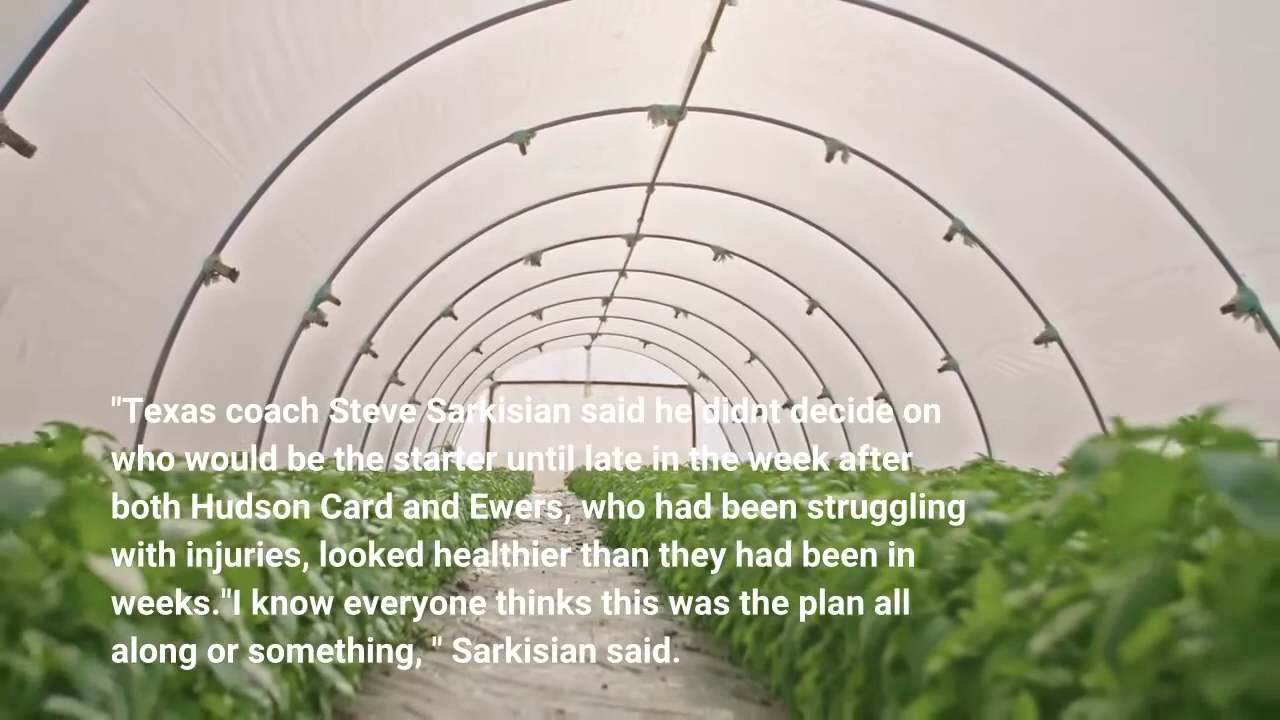 "Texas coach Steve Sarkisian said he didnt decide on
who would be the starter until late in the week after
both Hudson Card and Ewers, who had been struggling
with injuries, looked healthier than they had been in
weeks."I know everyone thinks this was the plan all
along or something, " Sarkisian said.